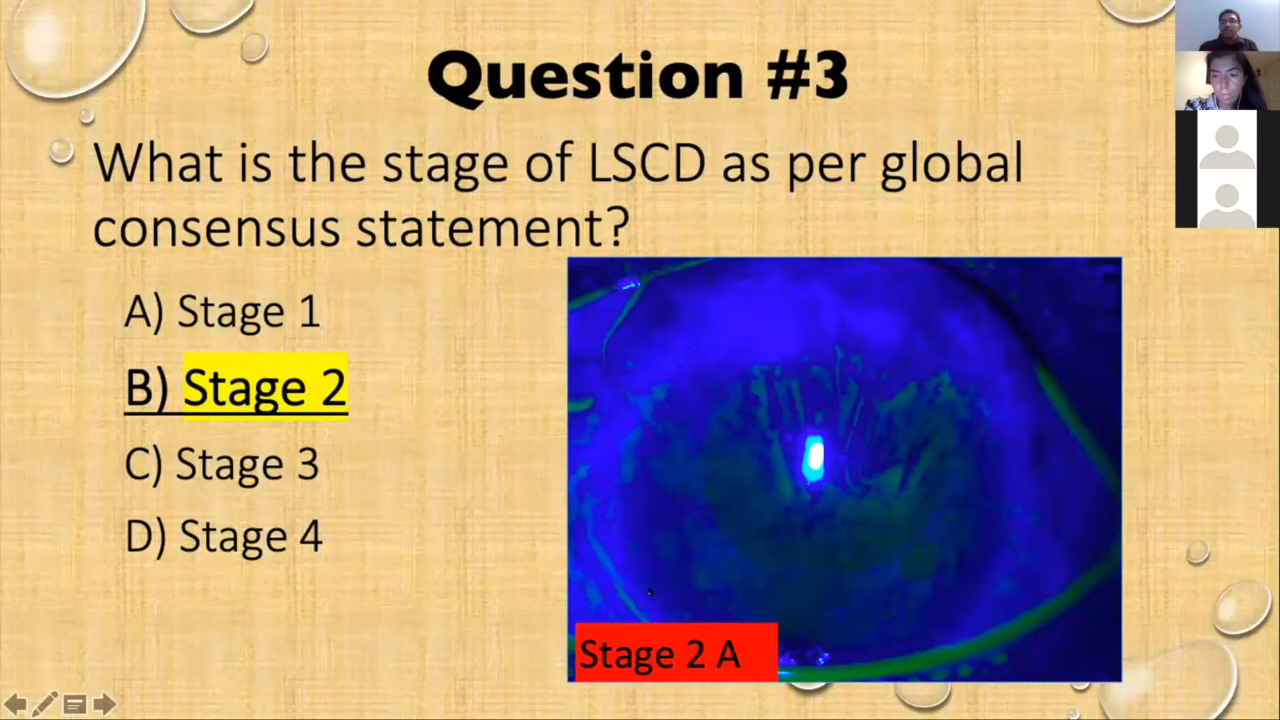 Question #3
What is the stage of LSCD as per global
consensus statement?
A) Stage 1
B) Stage 2
C) Stage 3
D) Stage 4
Stage 2 A